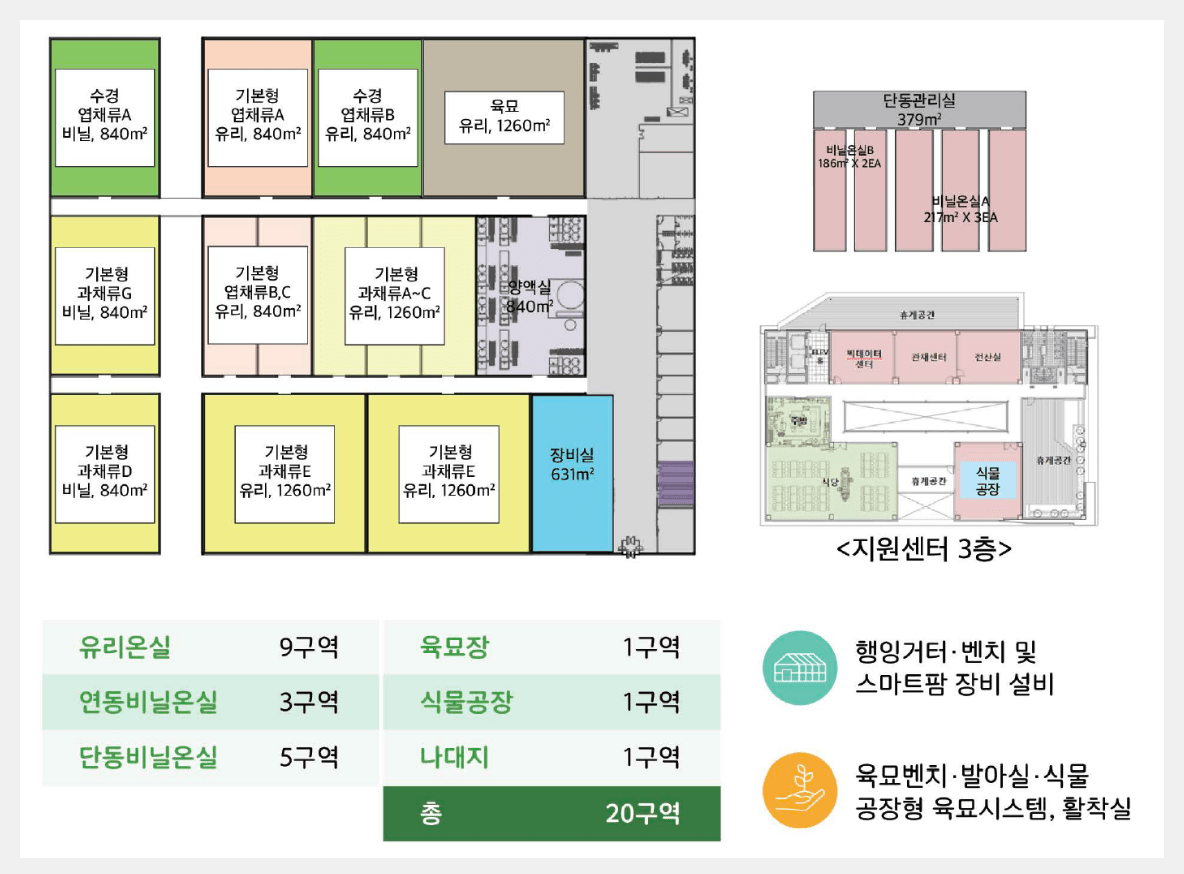 수경
엽채류A
비닐, 840m²
기본형
엽채류A
유리, 840m²
수경
엽채류B
유리, 840m²
육묘
유리, 1260m²
기본형
과채류G
비닐, 840m²
기본형
엽채류B,C
유리, 840m²
기본형
과채류A~C
유리, 1260m²
양액실
840m²
기본형
과채류D
비닐, 840m²
기본형
과채류E
유리, 1260m²
기본형
과채류E
유리, 1260m²
장비실
631m²
단동관리실
379m²
비닐온실B
186m² X 2EA
비닐온실A
217m² X 3EA
휴게공간
ELEV
홀
빅데이터
센터
관제센터
전산실
주방
식당
휴게공간
식물
공장
휴게공간
<지원센터 3층>
유리온실 9구역
연동비닐온실 3구역
단동비닐온실 5구역
육묘장 1구역
식물공장 1구역
나대지 1구역
총 20구역
행잉거터·벤치 및
스마트팜 장비 설비
육묘벤치·발아실·식물
공장형 육묘시스템, 활착실